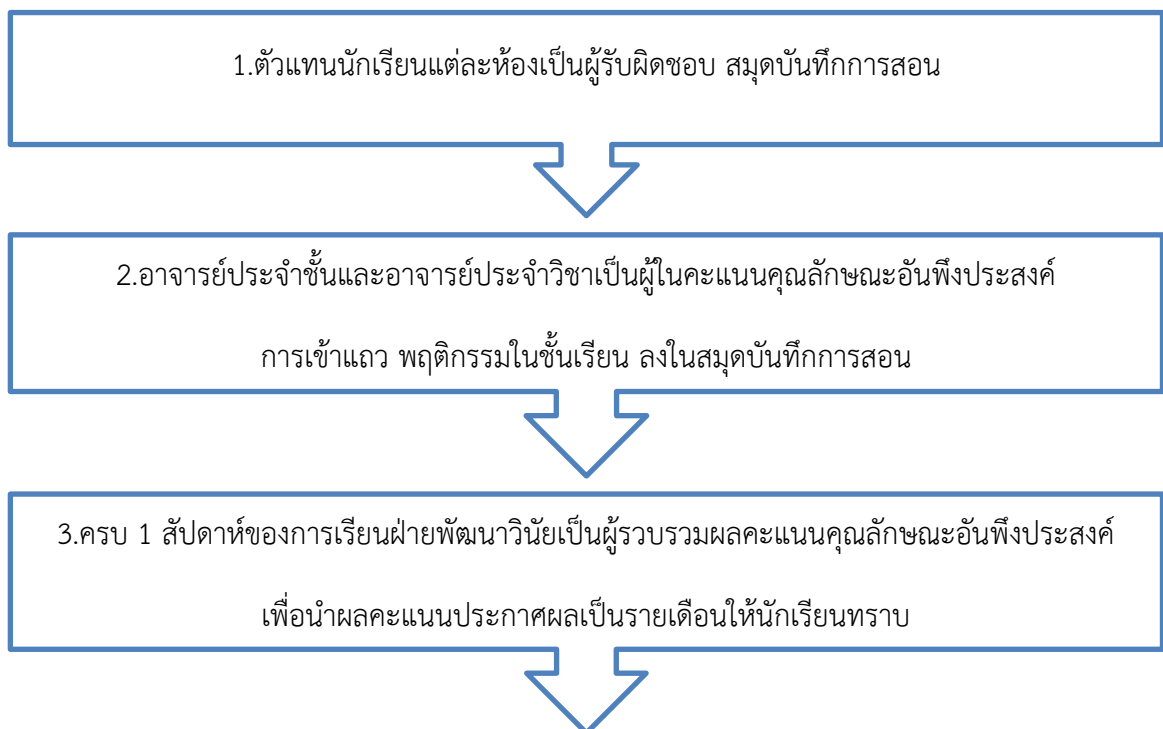 1.ตัวแทนนักเรียนแต่ละห้องเป็นผู้รับผิดชอบ สมุดบันทึกการสอน
2.อาจารย์ประจำชั้นและอาจารย์ประจำวิชาเป็นผู้ในคะแนนคุณลักษณะอันพึงประสงค์
การเข้าแถว พฤติกรรมในชั้นเรียน ลงในสมุดบันทึกการสอน
3.ครบ 1 สัปดาห์ของการเรียนฝ่ายพัฒนาวินัยเป็นผู้รวบรวมผลคะแนนคุณลักษณะอันพึงประสงค์
เพื่อนำผลคะแนนประกาศผลเป็นรายเดือนให้นักเรียนทราบ